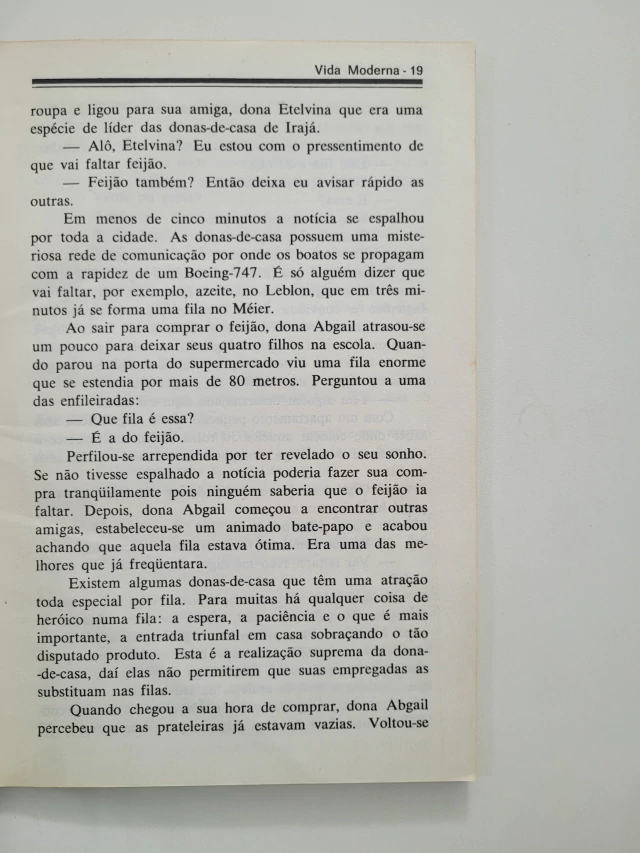 Vida Moderna - 19
roupa e ligou para sua amiga, dona Etelvina que era uma
espécie de líder das donas-de-casa de Irajá.
— Alô, Etelvina? Eu estou com o pressentimento de
que vai faltar feijão.
— Feijão também? Então deixa eu avisar rápido as
outras.
Em menos de cinco minutos a notícia se espalhou
por toda a cidade. As donas-de-casa possuem uma miste-
riosa rede de comunicação por onde os boatos se propagam
com a rapidez de um Boeing-747. É só alguém dizer que
vai faltar, por exemplo, azeite, no Leblon, que em três mi-
nutos já se forma uma fila no Méier.
Ao sair para comprar o feijão, dona Abgail atrasou-se
um pouco para deixar seus quatro filhos na escola. Quan-
do parou na porta do supermercado viu uma fila enorme
que se estendia por mais de 80 metros. Perguntou a uma
das enfileiradas:
— Que fila é essa?
— É a do feijão.
Perfilou-se arrependida por ter revelado o seu sonho.
Se não tivesse espalhado a notícia poderia fazer sua com-
pra tranqüilamente pois ninguém saberia que o feijão ia
faltar. Depois, dona Abgail começou a encontrar outras
amigas, estabeleceu-se um animado bate-papo e acabou
achando que aquela fila estava ótima. Era uma das me-
lhores que já freqüentara.
Existem algumas donas-de-casa que têm uma atração
toda especial por fila. Para muitas há qualquer coisa de
heróico numa fila: a espera, a paciência e o que é mais
importante, a entrada triunfal em casa sobraçando o tão
disputado produto. Esta é a realização suprema da dona-
-de-casa, daí elas não permitirem que suas empregadas as
substituam nas filas.
Quando chegou a sua hora de comprar, dona Abgail
percebeu que as prateleiras já estavam vazias. Voltou-se